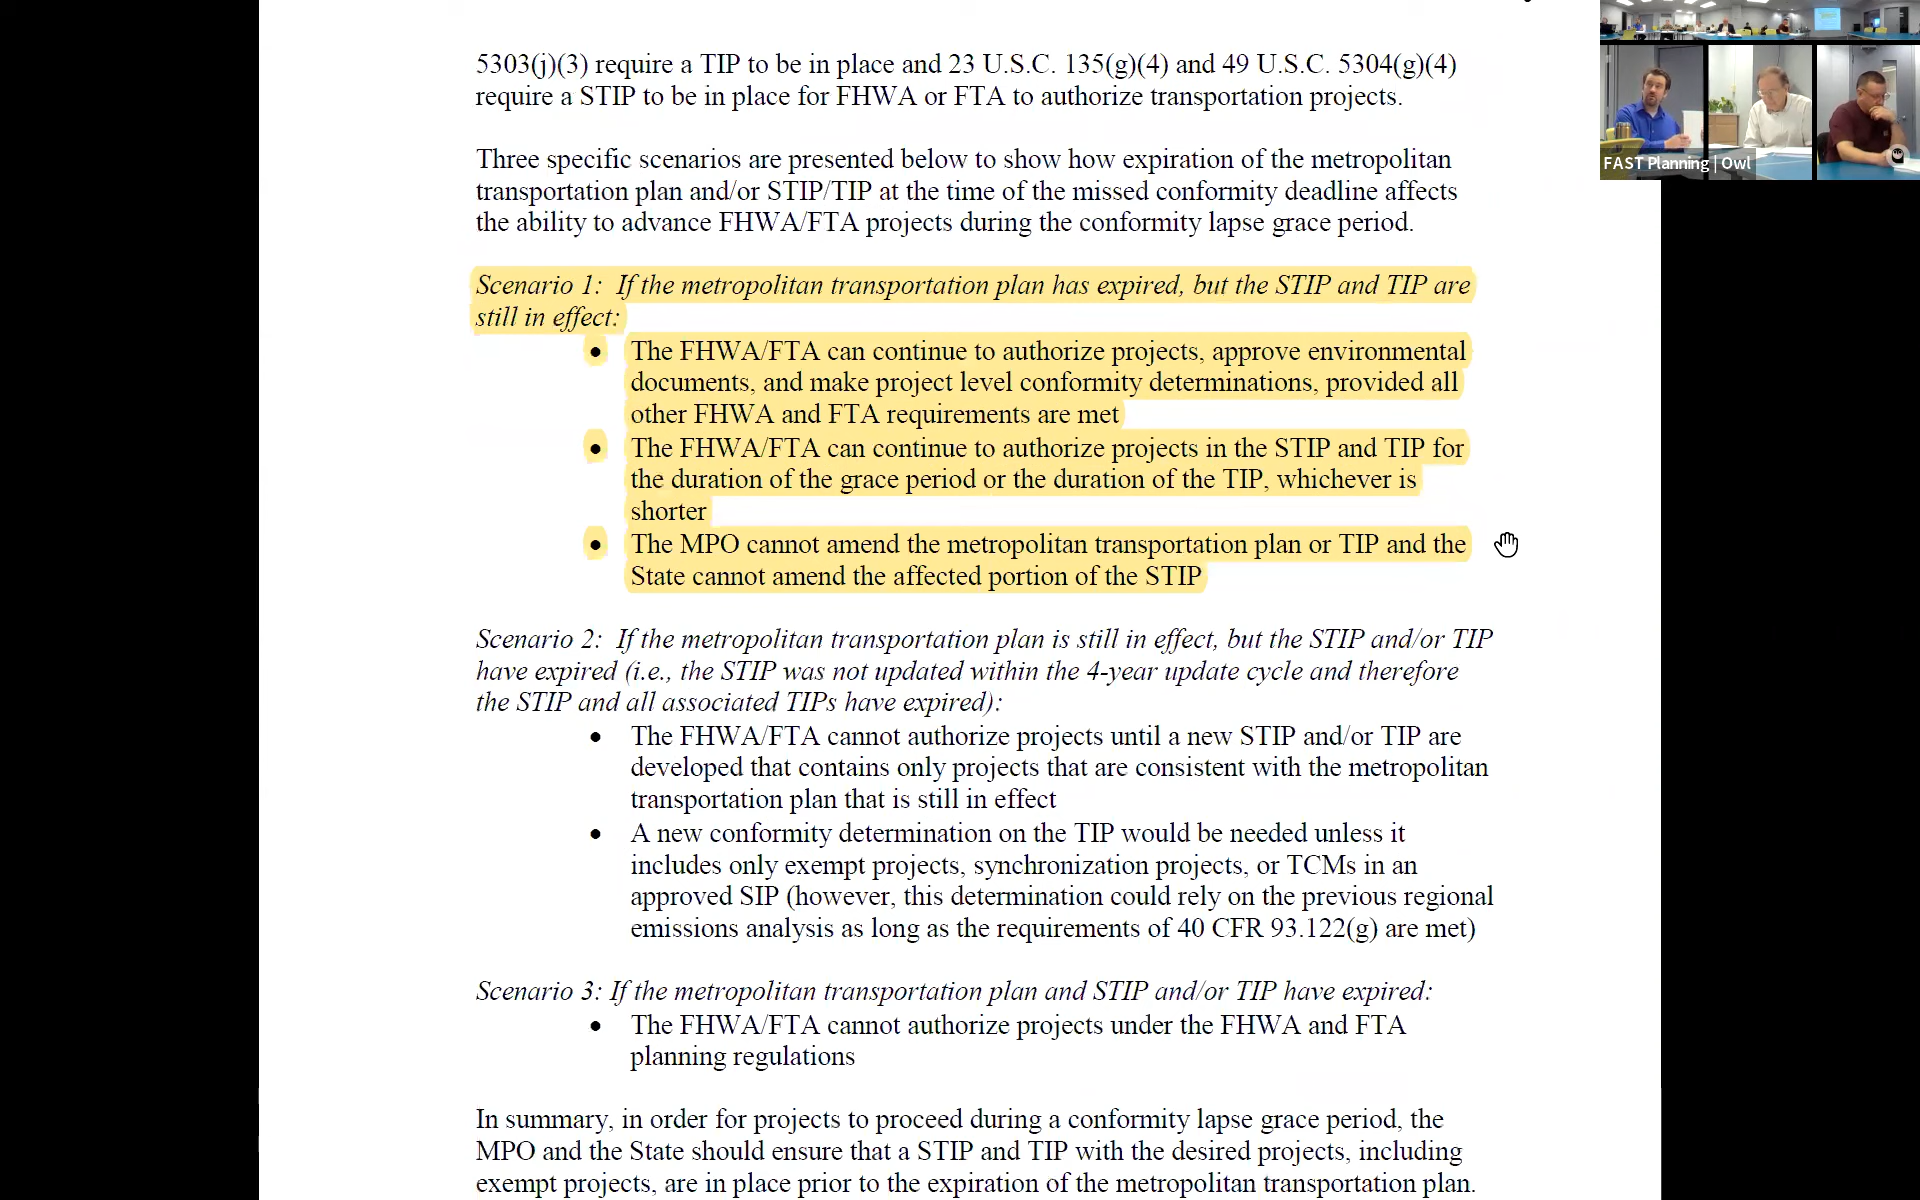 5303(j)(3) require a TIP to be in place and 23 U.S.C. 135(g)(4) and 49 U.S.C. 5304(g)(4)
require a STIP to be in place for FHWA or FTA to authorize transportation projects.
Three specific scenarios are presented below to show how expiration of the metropolitan
transportation plan and/or STIP/TIP at the time of the missed conformity deadline affects
the ability to advance FHWA/FTA projects during the conformity lapse grace period.
Scenario 1: If the metropolitan transportation plan has expired, but the STIP and TIP are
still in effect:
• The FHWA/FTA can continue to authorize projects, approve environmental
documents, and make project level conformity determinations, provided all
other FHWA and FTA requirements are met
• The FHWA/FTA can continue to authorize projects in the STIP and TIP for
the duration of the grace period or the duration of the TIP, whichever is
shorter
• The MPO cannot amend the metropolitan transportation plan or TIP and the
State cannot amend the affected portion of the STIP
Scenario 2: If the metropolitan transportation plan is still in effect, but the STIP and/or TIP
have expired (i.e., the STIP was not updated within the 4-year update cycle and therefore
the STIP and all associated TIPs have expired):
• The FHWA/FTA cannot authorize projects until a new STIP and/or TIP are
developed that contains only projects that are consistent with the metropolitan
transportation plan that is still in effect
• A new conformity determination on the TIP would be needed unless it
includes only exempt projects, synchronization projects, or TCMs in an
approved SIP (however, this determination could rely on the previous regional
emissions analysis as long as the requirements of 40 CFR 93.122(g) are met)
Scenario 3: If the metropolitan transportation plan and STIP and/or TIP have expired:
• The FHWA/FTA cannot authorize projects under the FHWA and FTA
planning regulations
In summary, in order for projects to proceed during a conformity lapse grace period, the
MPO and the State should ensure that a STIP and TIP with the desired projects, including
exempt projects, are in place prior to the expiration of the metropolitan transportation plan.
FAST Planning | Owl